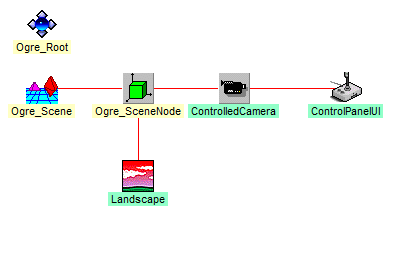 Ogre_Root
Ogre_Scene
Ogre_SceneNode
ControlledCamera
ControlPanelUI
Landscape